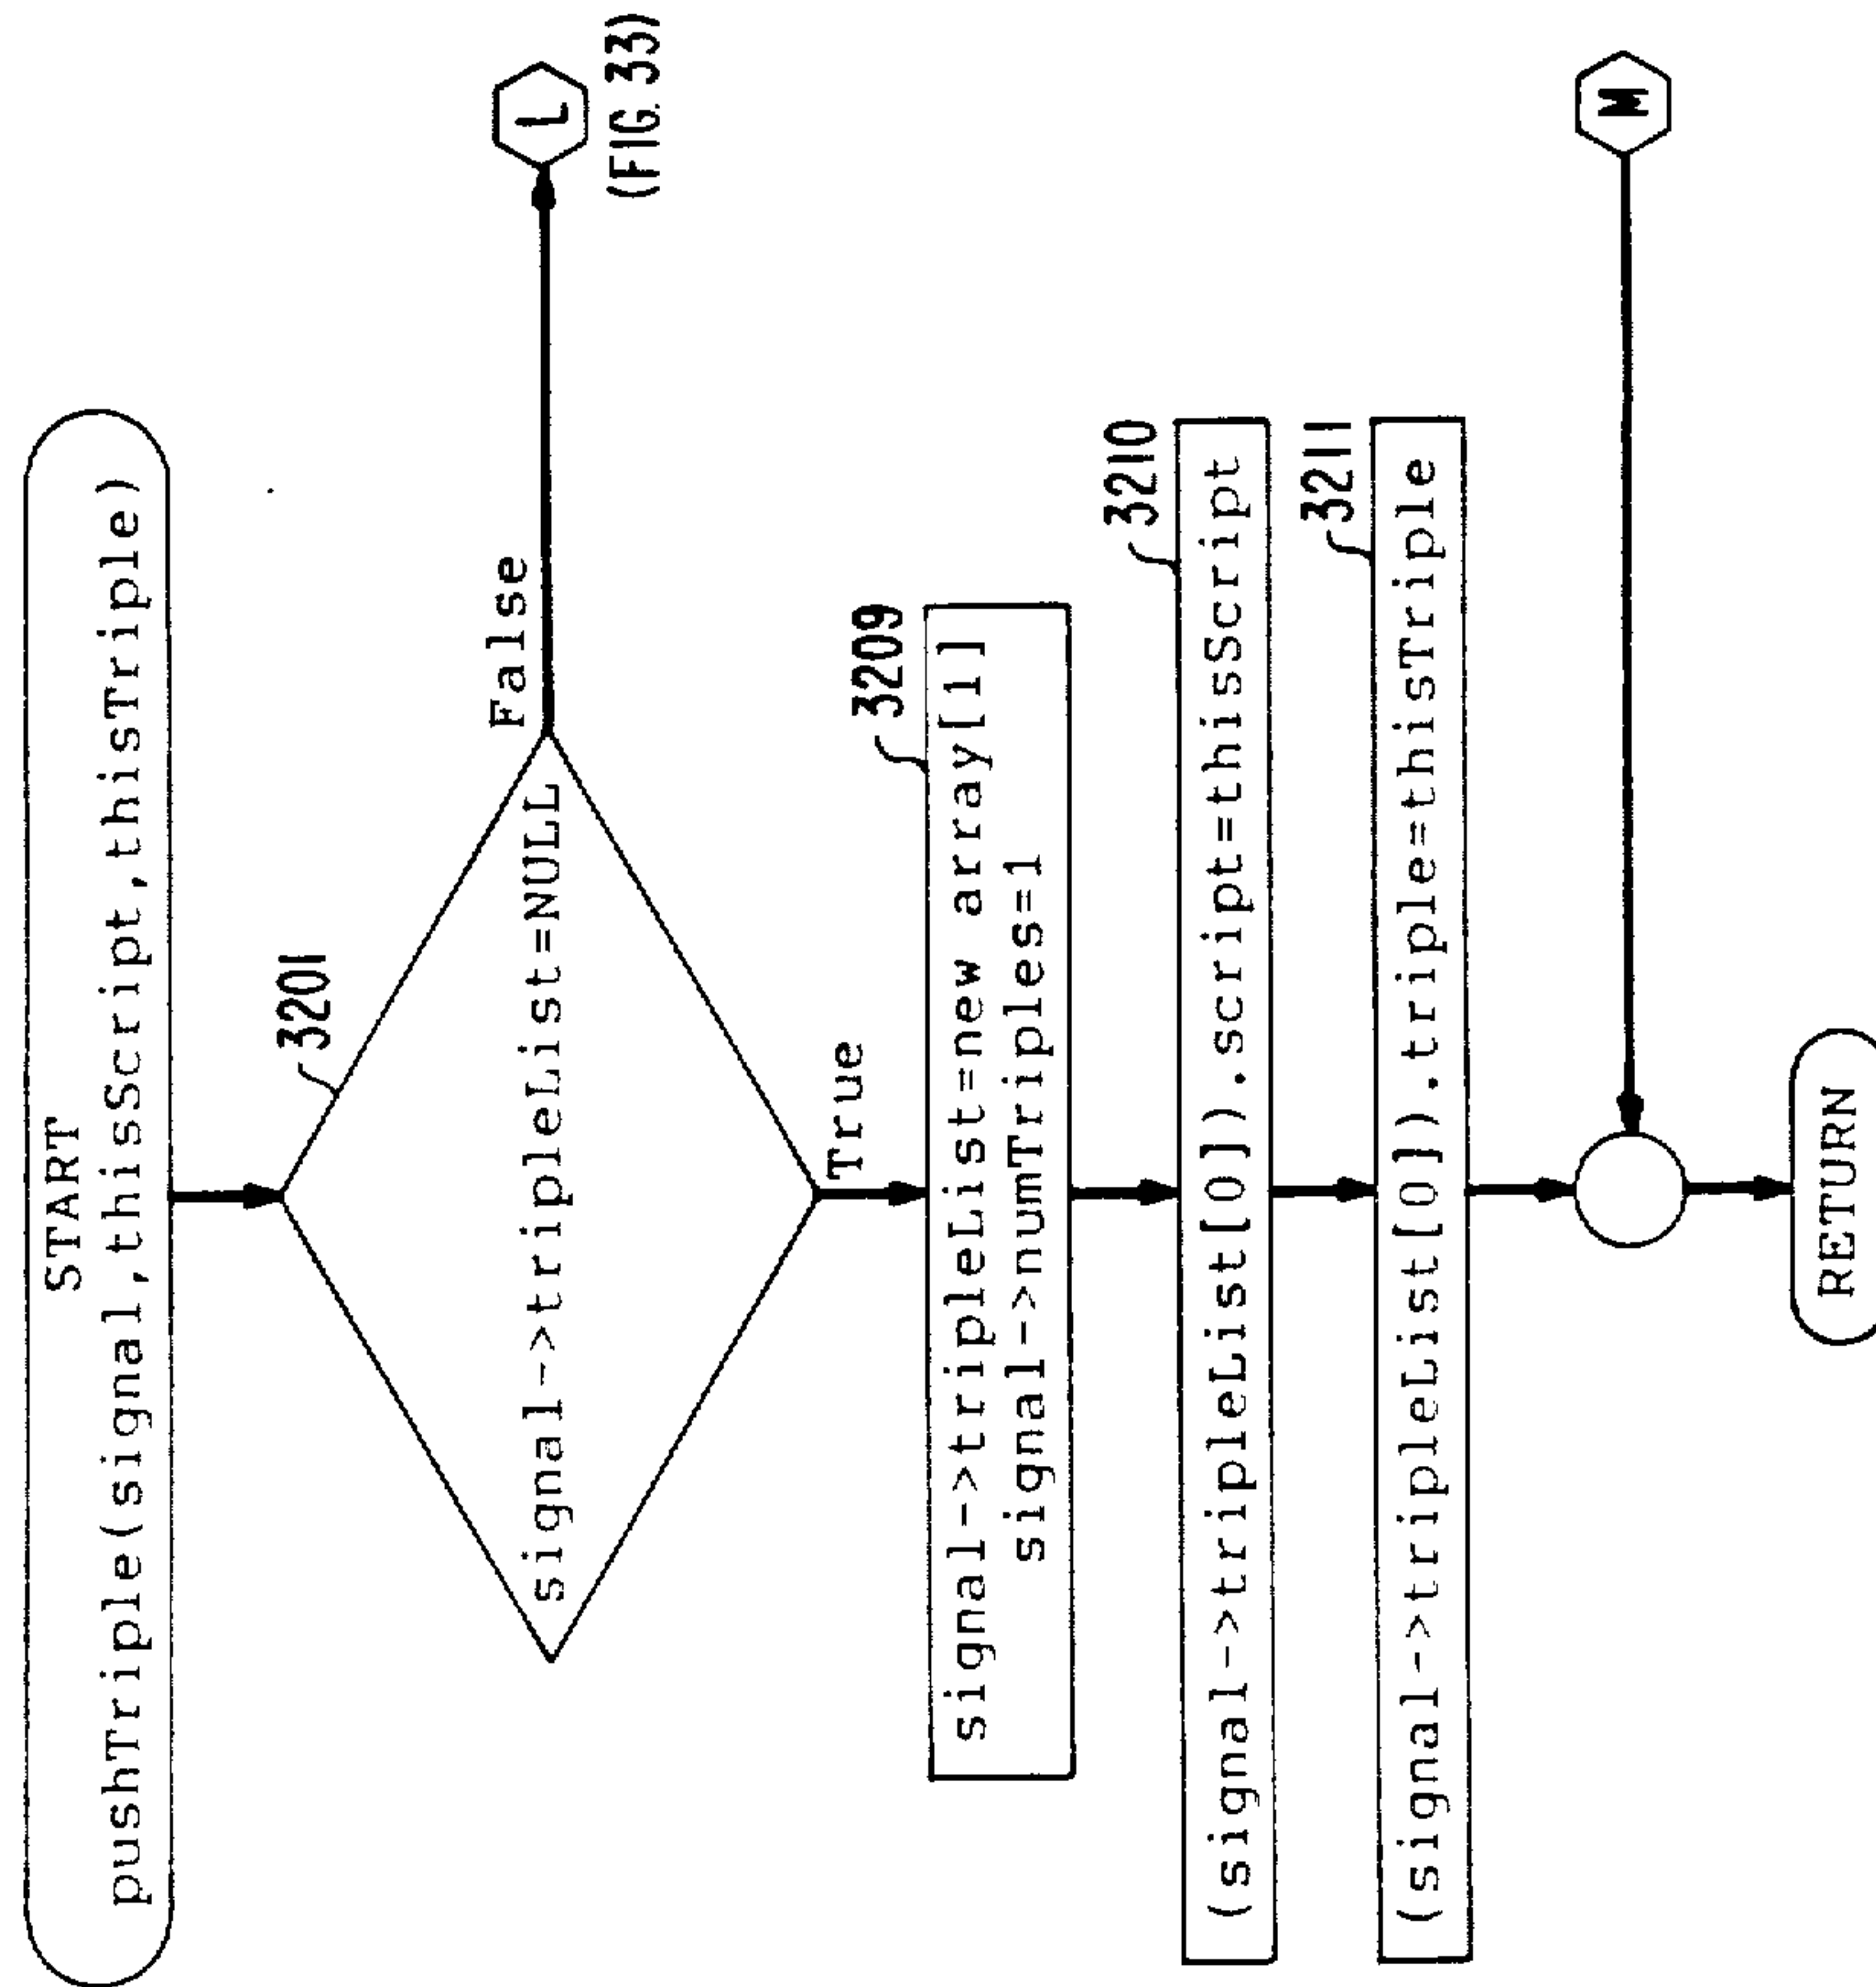 START
pushTriple(signal,thisScript,thisTriple)
3201
signal->tripleList=NULL
False
L
(FIG. 33)
True
3209
signal->tripleList=new array[1]
signal->numTriples=1
3210
(signal->tripleList[0]).script=thisScript
3211
(signal->tripleList[0]).triple=thisTriple
M
RETURN